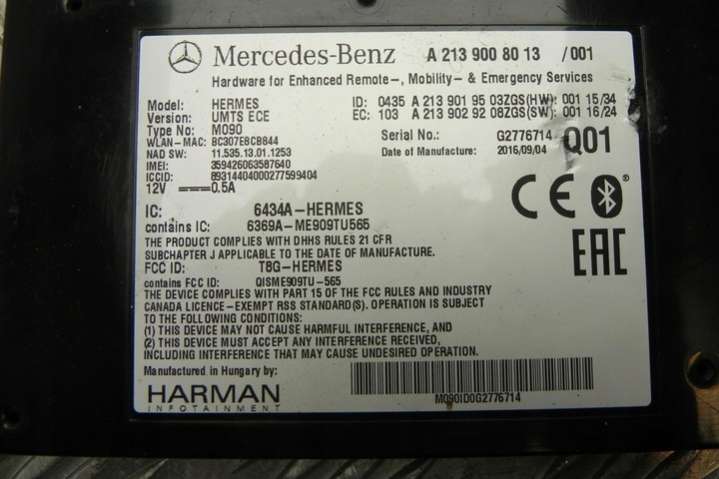 Mercedes-Benz A 213 900 80 13 /001
Hardware for Enhanced Remote-, Mobility- & Emergency Services
Model: HERMES ID: 0435 A 213 901 95 03ZGS(HW): 001 15/34
Version: UMTS ECE EC: 103 A 213 902 92 08ZGS(SW): 001 16/24
Type No: M090 Serial No.: G2776714 Q01
WLAN-MAC: 8C307E8CB844 Manufact. Date: 2016/09/04
NAD SW: 11.535.13.01.1253
IMEI: 359426063587640
ICCID: 89314404000277599404
12V 0.5A
CE
IC: 6434A-HERMES
contains IC: 6369A-ME909TU565
THE PRODUCT COMPLIES WITH DHHS RULES 21 CFR
SUBCHAPTER J APPLICABLE TO THE DATE OF MANUFACTURE.
EAC
FCC ID: T8G-HERMES
contains FCC ID: QISME909TU-565
THE DEVICE COMPLIES WITH PART 15 OF THE FCC RULES AND INDUSTRY
CANADA LICENCE-EXEMPT RSS STANDARD(S). OPERATION IS SUBJECT
TO THE FOLLOWING CONDITIONS:
(1) THIS DEVICE MAY NOT CAUSE HARMFUL INTERFERENCE, AND
(2) THIS DEVICE MUST ACCEPT ANY INTERFERENCE,
INCLUDING INTERFERENCE THAT MAY CAUSE UNDESIRED OPERATION.
Manufactured in Hungary by:
HARMAN
INFOTAINMENT
M090ID0G2776714